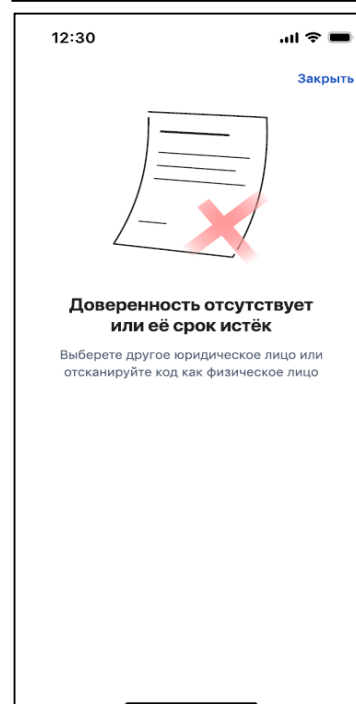 12:30
Закрыть
Доверенность отсутствует
или её срок истёк
Выберете другое юридическое лицо или
отсканируйте код как физическое лицо